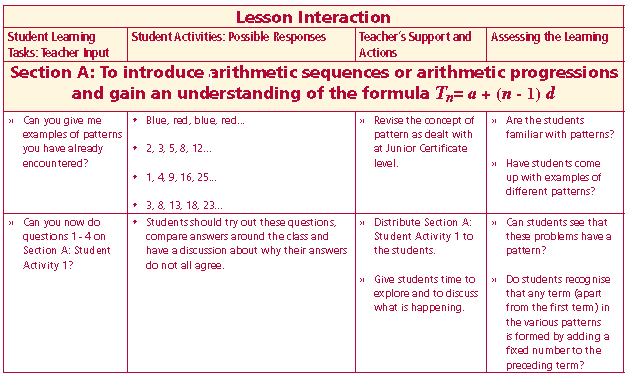 Lesson Interaction
Student Learning
Tasks: Teacher Input
Student Activities: Possible Responses
Teacher's Support and
Actions
Assessing the Learning
Section A: To introduce arithmetic sequences or arithmetic progressions
and gain an understanding of the formula Tn= a + (n - 1) d
» Can you give me
examples of patterns
you have already
encountered?
• Blue, red, blue, red...
• 2, 3, 5, 8, 12...
• 1, 4, 9, 16, 25...
• 3, 8, 13, 18, 23...
» Revise the concept of
pattern as dealt with
at Junior Certificate
level.
» Are the students
familiar with patterns?
» Have students come
up with examples of
different patterns?
» Can you now do
questions 1 - 4 on
Section A: Student
Activity 1?
• Students should try out these questions,
compare answers around the class and
have a discussion about why their answers
do not all agree.
» Distribute Section A:
Student Activity 1 to
the students.
» Give students time to
explore and to discuss
what is happening.
» Can students see that
these problems have a
pattern?
» Do students recognise
that any term (apart
from the first term) in
the various patterns
is formed by adding a
fixed number to the
preceding term?